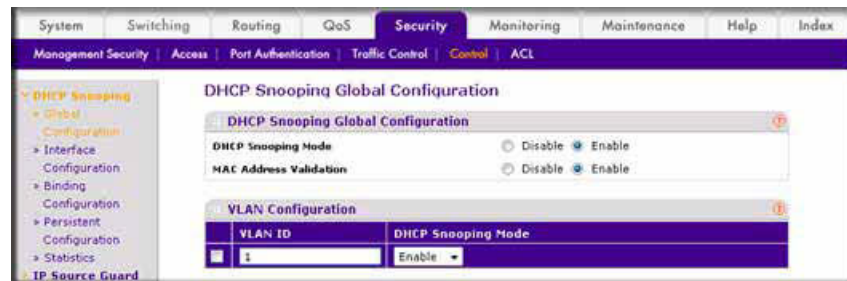 System Switching Routing QoS Security Monitoring Maintenance Help Index
Management Security | Access | Port Authentication | Traffic Control | Control | ACL
DHCP Snooping
» Global
Configuration
» Interface
Configuration
» Binding
Configuration
» Persistent
Configuration
» Statistics
IP Source Guard
DHCP Snooping Global Configuration
DHCP Snooping Global Configuration
DHCP Snooping Mode Disable Enable
MAC Address Validation Disable Enable
VLAN Configuration
VLAN ID DHCP Snooping Mode
1 Enable